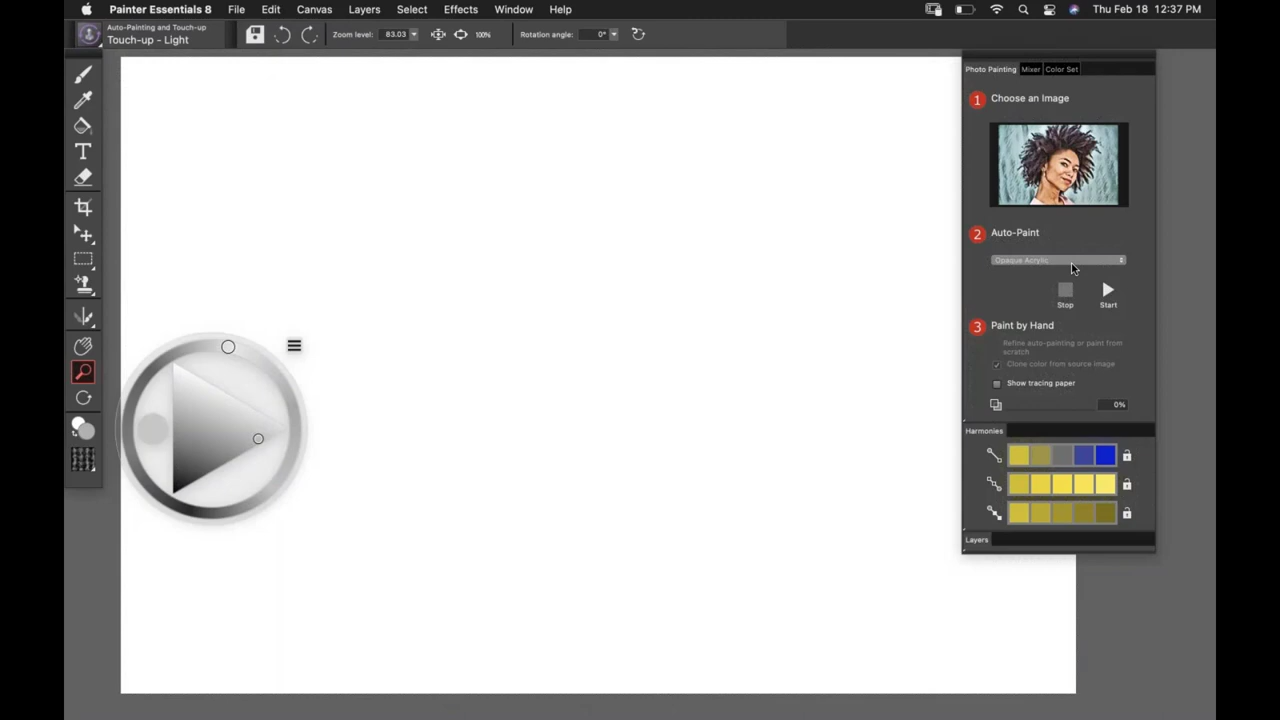 Painter Essentials 8 File Edit Canvas Layers Select Effects Window Help Thu Feb 18 12:37 PM
Auto-Painting and Touch-up
Touch-up - Light
Zoom level: 83.03 100% Rotation angle: 0°
Photo Painting Mixer Color Set
1 Choose an Image
2 Auto-Paint
Opaque Acrylic
Stop Start
3 Paint by Hand
Refine auto-painting or paint from
scratch
Clone color from source image
Show tracing paper
0%
Harmonies
Layers
T